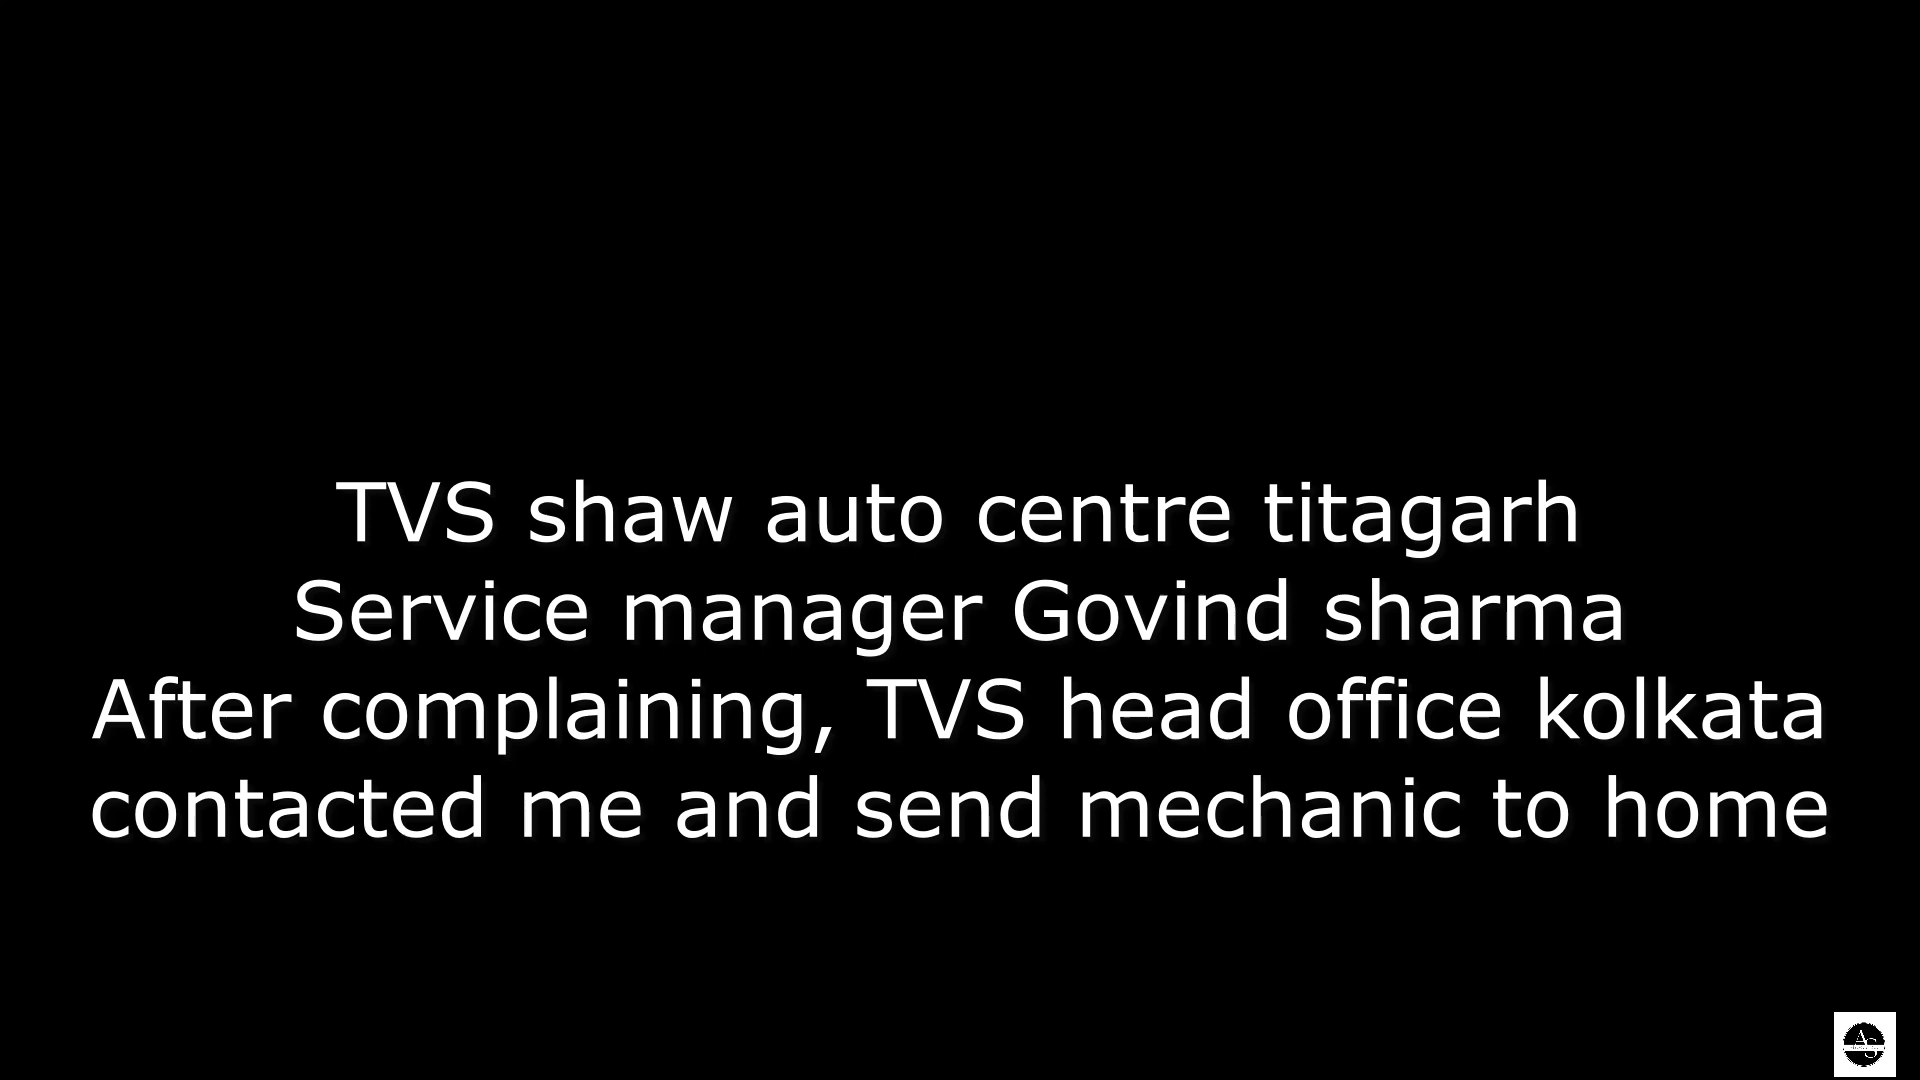 TVS shaw auto centre titagarh
Service manager Govind sharma
After complaining, TVS head office kolkata
contacted me and send mechanic to home
AS